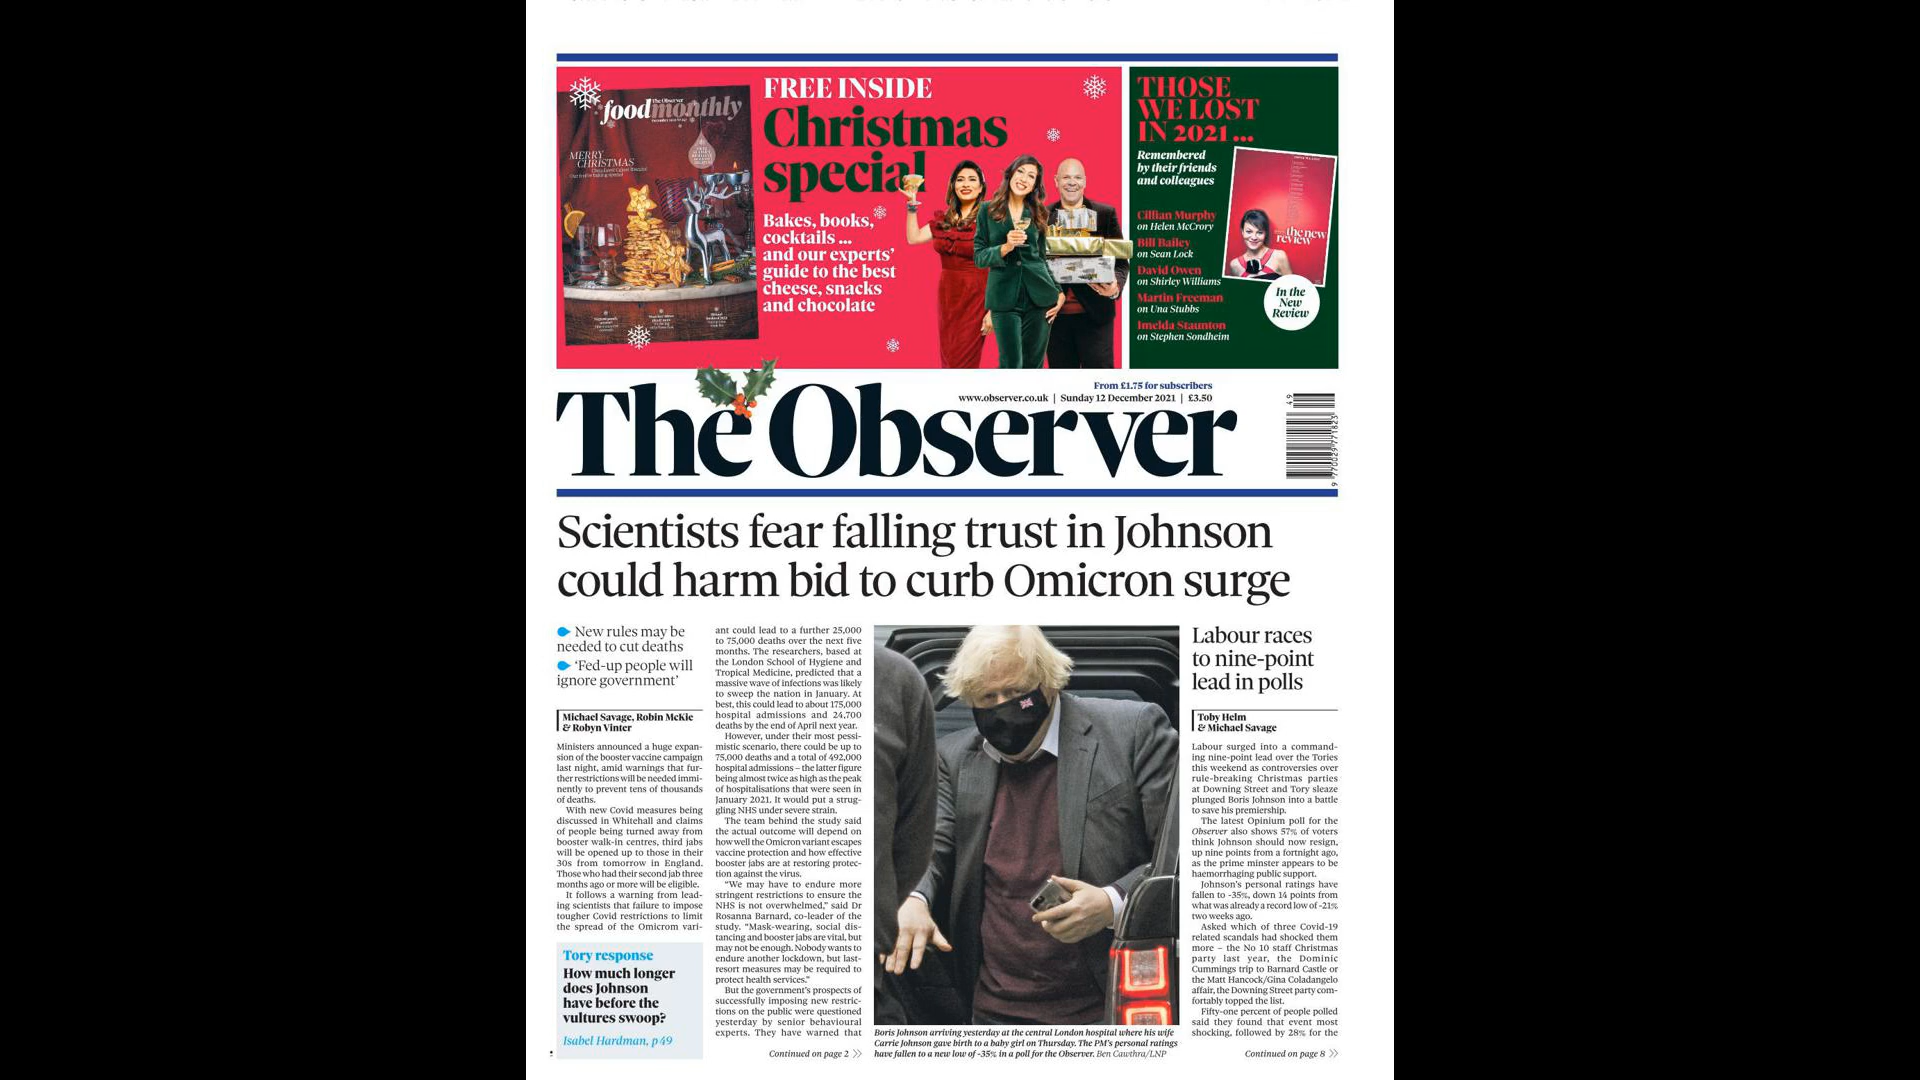 food monthly
The Observer
MERRY
CHRISTMAS
FREE INSIDE
Christmas
special
Bakes, books,
cocktails ...
and our experts'
guide to the best
cheese, snacks
and chocolate
THOSE
WE LOST
IN 2021 ...
Remembered
by their friends
and colleagues
Cillian Murphy
on Helen McCrory
Bill Bailey
on Sean Lock
David Owen
on Shirley Williams
Martin Freeman
on Una Stubbs
Imelda Staunton
on Stephen Sondheim
the new
review
In the
New
Review
From £1.75 for subscribers
www.observer.co.uk | Sunday 12 December 2021 | £3.50
The Observer
49
9 770029 771823
Scientists fear falling trust in Johnson
could harm bid to curb Omicron surge
New rules may be
needed to cut deaths
'Fed-up people will
ignore government'
Michael Savage, Robin McKie
& Robyn Vinter
Ministers announced a huge expan-
sion of the booster vaccine campaign
last night, amid warnings that fur-
ther restrictions will be needed immi-
nently to prevent tens of thousands
of deaths.
With new Covid measures being
discussed in Whitehall and claims
of people being turned away from
booster walk-in centres, third jabs
will be opened up to those in their
30s from tomorrow in England.
Those who had their second jab three
months ago or more will be eligible.
It follows a warning from lead-
ing scientists that failure to impose
tougher Covid restrictions to limit
the spread of the Omicrom vari-
Tory response
How much longer
does Johnson
have before the
vultures swoop?
Isabel Hardman, p 49
ant could lead to a further 25,000
to 75,000 deaths over the next five
months. The researchers, based at
the London School of Hygiene and
Tropical Medicine, predicted that a
massive wave of infections was likely
to sweep the nation in January. At
best, this could lead to about 175,000
hospital admissions and 24,700
deaths by the end of April next year.
However, under their most pessi-
mistic scenario, there could be up to
75,000 deaths and a total of 492,000
hospital admissions – the latter figure
being almost twice as high as the peak
of hospitalisations that were seen in
January 2021. It would put a strug-
gling NHS under severe strain.
The team behind the study said
the actual outcome will depend on
how well the Omicron variant escapes
vaccine protection and how effective
booster jabs are at restoring protec-
tion against the virus.
"We may have to endure more
stringent restrictions to ensure the
NHS is not overwhelmed," said Dr
Rosanna Barnard, co-leader of the
study. "Mask-wearing, social dis-
tancing and booster jabs are vital, but
may not be enough. Nobody wants to
endure another lockdown, but last-
resort measures may be required to
protect health services."
But the government's prospects of
successfully imposing new restric-
tions on the public were questioned
yesterday by senior behavioural
experts. They have warned that
Continued on page 2
Boris Johnson arriving yesterday at the central London hospital where his wife
Carrie Johnson gave birth to a baby girl on Thursday. The PM's personal ratings
have fallen to a new low of -35% in a poll for the Observer. Ben Cawthra/LNP
Labour races
to nine-point
lead in polls
Toby Helm
& Michael Savage
Labour surged into a command-
ing nine-point lead over the Tories
this weekend as controversies over
rule-breaking Christmas parties
at Downing Street and Tory sleaze
plunged Boris Johnson into a battle
to save his premiership.
The latest Opinium poll for the
Observer also shows 57% of voters
think Johnson should now resign,
up nine points from a fortnight ago,
as the prime minster appears to be
haemorrhaging public support.
Johnson's personal ratings have
fallen to -35%, down 14 points from
what was already a record low of -21%
two weeks ago.
Asked which of three Covid-19
related scandals had shocked them
more – the No 10 staff Christmas
party last year, the Dominic
Cummings trip to Barnard Castle or
the Matt Hancock/Gina Coladangelo
affair, the Downing Street party com-
fortably topped the list.
Fifty-one percent of people polled
said they found that event most
shocking, followed by 28% for the
Continued on page 8